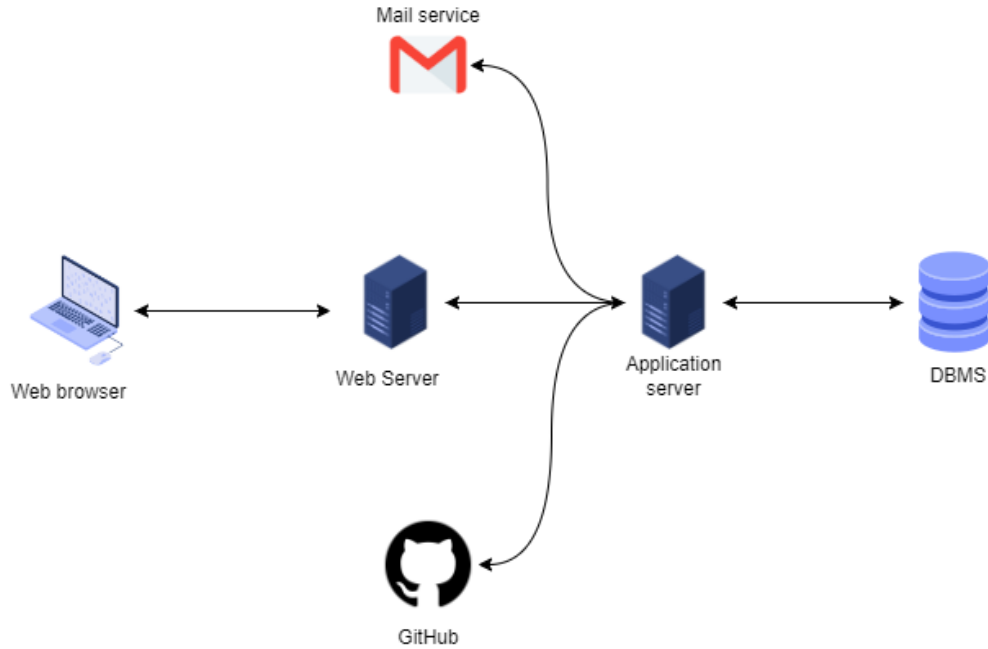 Mail service
Web browser
Web Server
Application
server
DBMS
GitHub